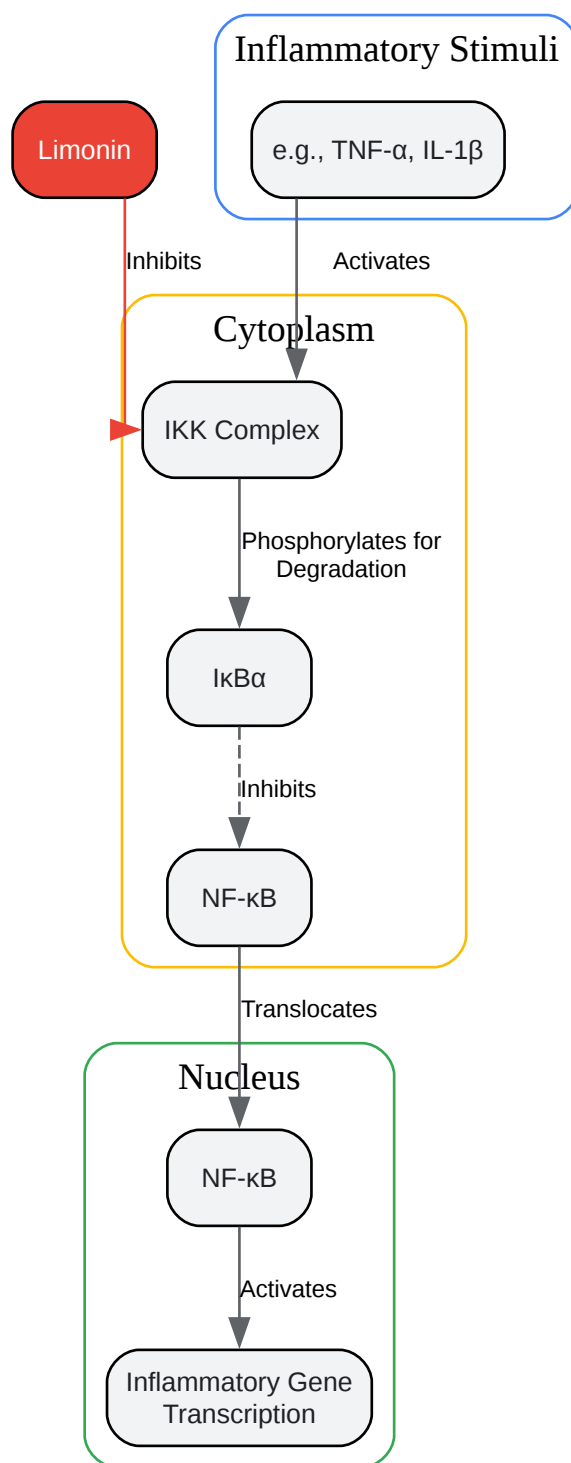 Inflammatory Stimuli
Limonin
e.g., TNF-α, IL-1β
Inhibits
Activates
Cytoplasm
IKK Complex
Phosphorylates for
Degradation
IκBα
Inhibits
NF-κB
Translocates
Nucleus
NF-κB
Activates
Inflammatory Gene
Transcription